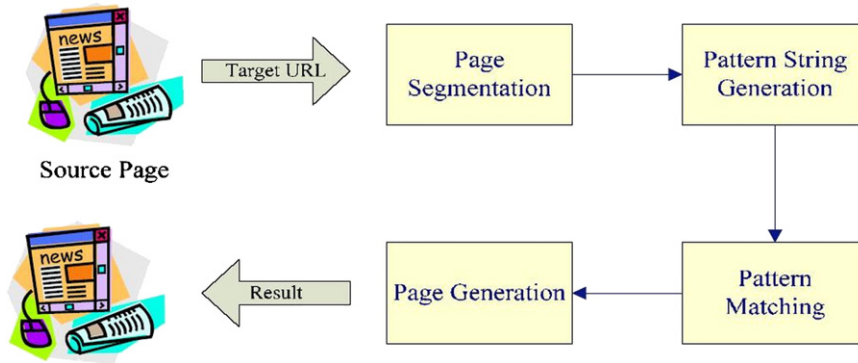 news
Target URL
Page
Segmentation
Pattern String
Generation
Source Page
news
Result
Page Generation
Pattern
Matching